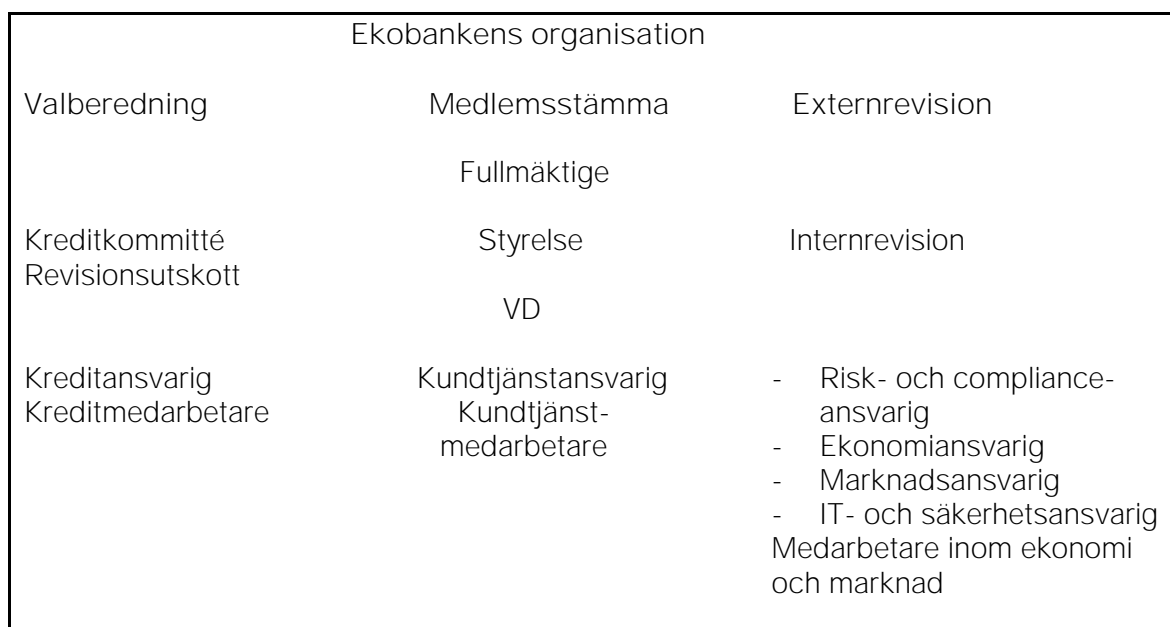 Ekobankens organisation
Valberedning Medlemsstämma Externrevision
Fullmäktige
Kreditkommitté Styrelse Internrevision
Revisionsutskott
VD
Kreditansvarig Kundtjänstansvarig - Risk- och compliance-
Kreditmedarbetare Kundtjänst- ansvarig
medarbetare - Ekonomiansvarig
- Marknadsansvarig
- IT- och säkerhetsansvarig
Medarbetare inom ekonomi
och marknad